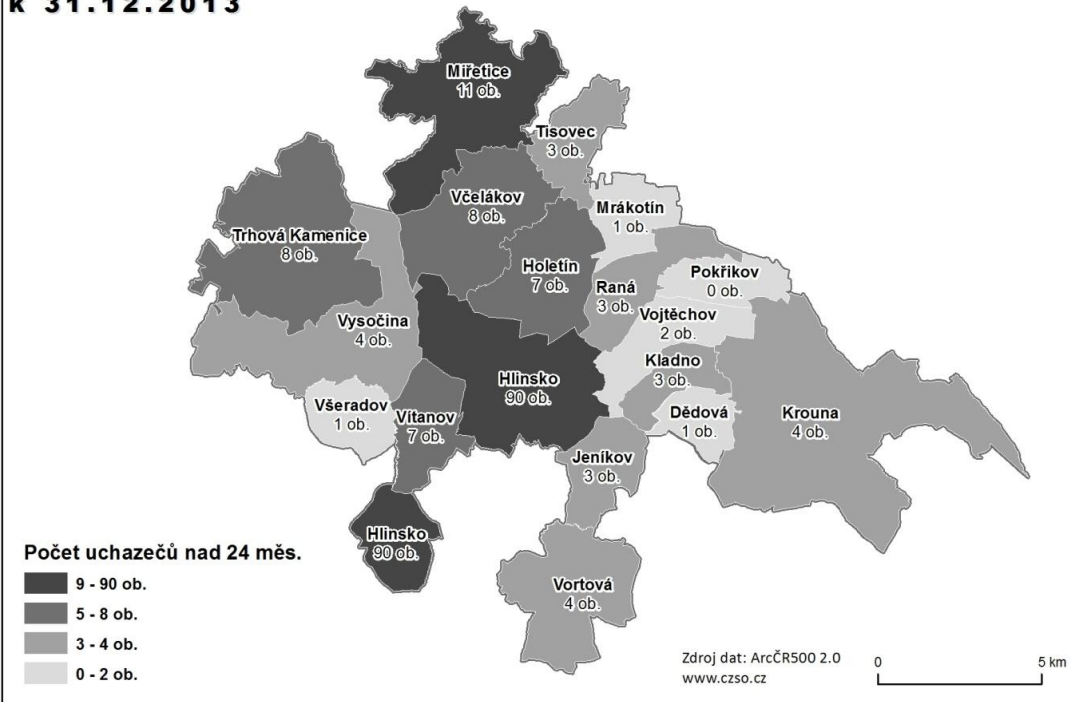 k 31.12.2013
Miřetice
11 ob.
Tisovec
3 ob.
Včelákov
8 ob.
Mrákotín
1 ob.
Trhová Kamenice
8 ob.
Holetín
7 ob.
Raná
3 ob.
Pokřikov
0 ob.
Vojtěchov
2 ob.
Vysočina
4 ob.
Kladno
3 ob.
Hlinsko
90 ob.
Všeradov
1 ob.
Vítanov
7 ob.
Dědová
1 ob.
Krouna
4 ob.
Jeníkov
3 ob.
Hlinsko
90 ob.
Vortová
4 ob.
Počet uchazečů nad 24 měs.
9 - 90 ob.
5 - 8 ob.
3 - 4 ob.
0 - 2 ob.
Zdroj dat: ArcČR500 2.0
www.czso.cz
0 5 km